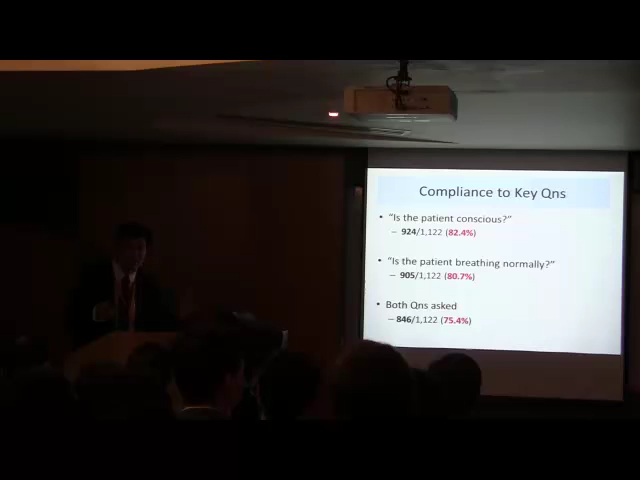 Compliance to Key Qns
• “Is the patient conscious?”
– 924/1,122 (82.4%)
• “Is the patient breathing normally?”
– 905/1,122 (80.7%)
• Both Qns asked
– 846/1,122 (75.4%)